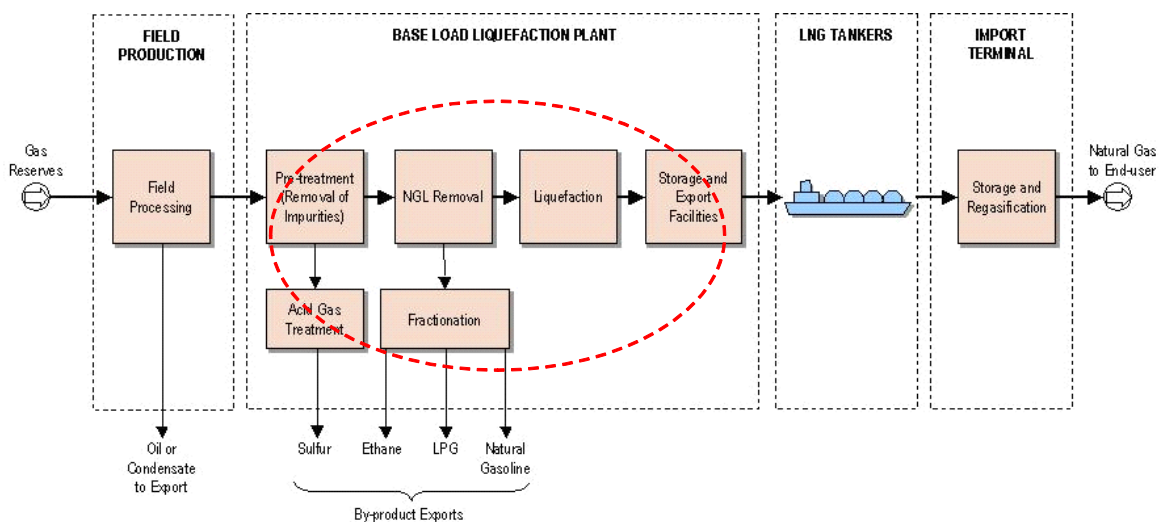 FIELD
PRODUCTION
BASE LOAD LIQUEFACTION PLANT
LNG TANKERS
IMPORT
TERMINAL
Gas
Reserves
Field
Processing
Pre-treatment
(Removal of
Impurities)
NGL Removal
Liquefaction
Storage and
Export
Facilities
Storage and
Regasification
Natural Gas
to End-user
Acid Gas
Treatment
Fractionation
Oil or
Condensate
to Export
Sulfur
Ethane
LPG
Natural
Gasoline
By-product Exports